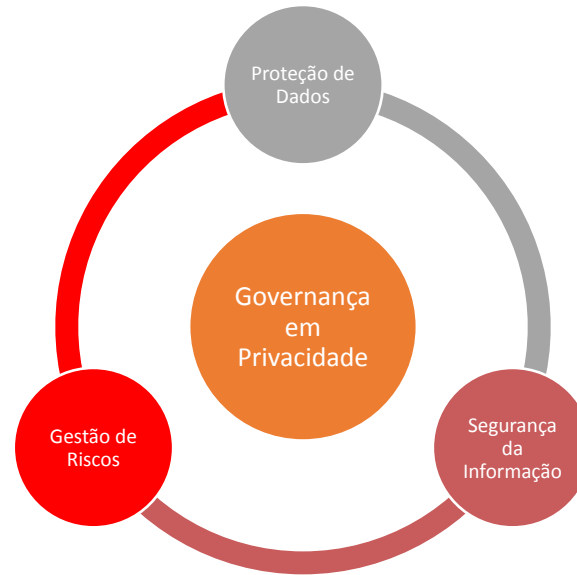 Proteção de
Dados
Governança
em
Privacidade
Gestão de
Riscos
Segurança
da
Informação